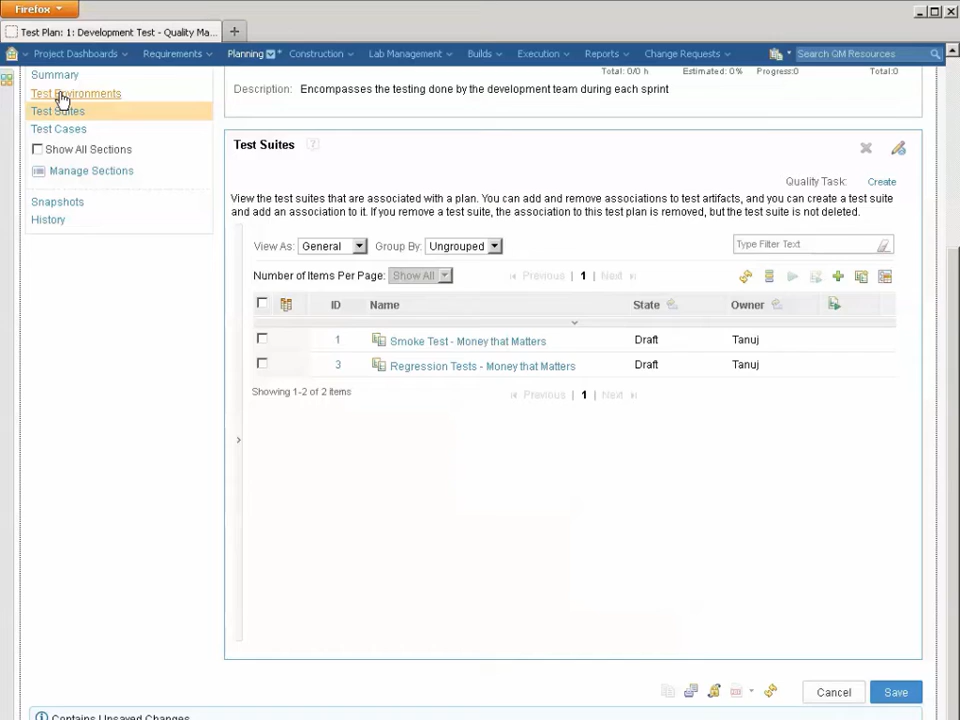 Firefox
Test Plan: 1: Development Test - Quality Ma...
Project Dashboards Requirements Planning Construction Lab Management Builds Execution Reports Change Requests Search QM Resources
Summary
Test Environments
Test Suites
Test Cases
Show All Sections
Manage Sections
Snapshots
History
Total: 0/0 h Estimated: 0% Progress:0 Total:0
Description: Encompasses the testing done by the development team during each sprint
Test Suites ?
Quality Task: Create
View the test suites that are associated with a plan. You can add and remove associations to test artifacts, and you can create a test suite
and add an association to it. If you remove a test suite, the association to this test plan is removed, but the test suite is not deleted.
View As: General Group By: Ungrouped Type Filter Text
Number of Items Per Page: Show All Previous | 1 | Next
ID Name State Owner
1 Smoke Test - Money that Matters Draft Tanuj
3 Regression Tests - Money that Matters Draft Tanuj
Showing 1-2 of 2 items Previous | 1 | Next
Cancel Save
Contains Unsaved Changes